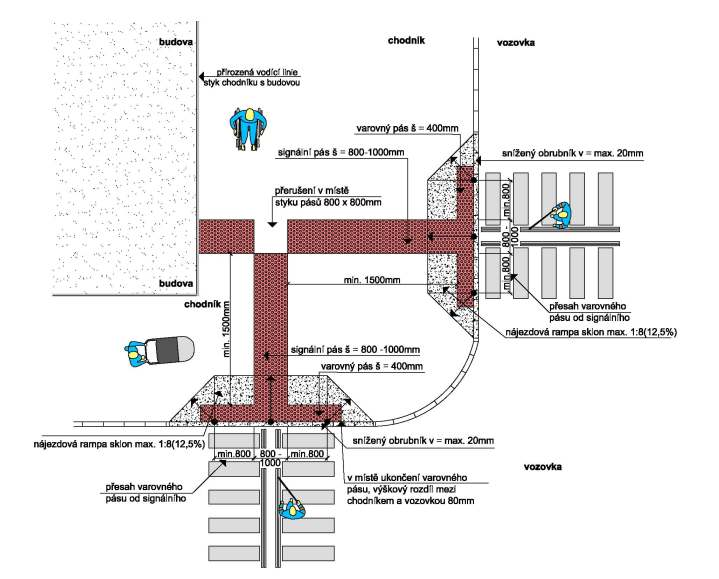 budova
chodník
vozovka
přirozená vodící linie
styk chodníku s budovou
varovný pás š = 400mm
signální pás š = 800-1000mm
snížený obrubník v = max. 20mm
přerušení v místě
styku pásů 800 x 800mm
min.800
800 -
1000
min.800
min. 1500mm
budova
chodník
přesah varovného
pásu od signálního
nájezdová rampa sklon max. 1:8(12,5%)
min. 1500mm
signální pás š = 800 -1000mm
varovný pás š = 400mm
nájezdová rampa sklon max. 1:8(12,5%)
snížený obrubník v = max. 20mm
min.800
800 -
1000
min.800
vozovka
přesah varovného
pásu od signálního
v místě ukončení varovného
pásu, výškový rozdíl mezi
chodníkem a vozovkou 80mm